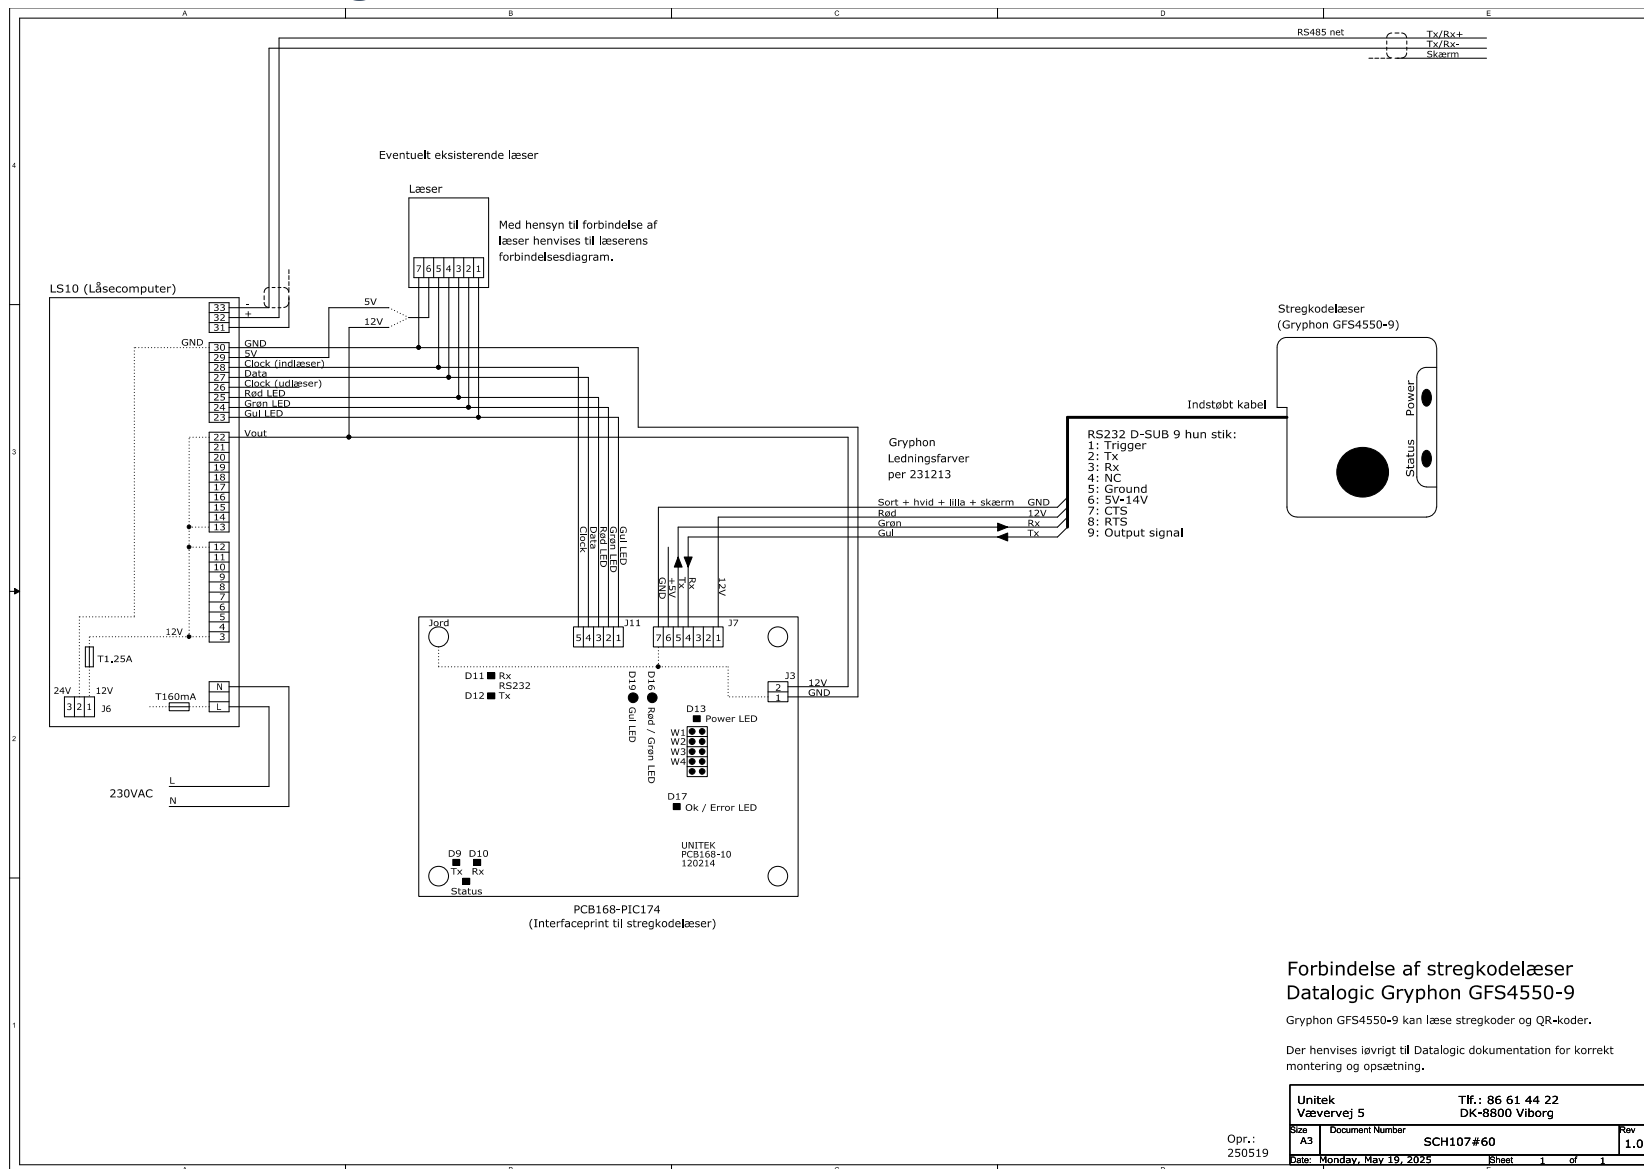 A B C D E
RS485 net
Tx/Rx+
Tx/Rx-
Skærm
4
Eventuelt eksisterende læser
Læser
Med hensyn til forbindelse af
læser henvises til læserens
forbindelsesdiagram.
7 6 5 4 3 2 1
5V
12V
LS10 (Låsecomputer)
33 -
32 +
31
GND 30 GND
29 5V
28 Clock (indlæser)
27 Data
26 Clock (udlæser)
25 Rød LED
24 Grøn LED
23 Gul LED
22 Vout
21
20
19
18
17
16
15
14
13
12
11
10
9
8
7
6
5
4
12V 3
T1,25A
24V 12V
3 2 1 J6
T160mA
N
L
230VAC
L
N
3
Stregkodelæser
(Gryphon GFS4550-9)
Power
Status
Indstøbt kabel
RS232 D-SUB 9 hun stik:
1: Trigger
2: Tx
3: Rx
4: NC
5: Ground
6: 5V-14V
7: CTS
8: RTS
9: Output signal
Gryphon
Ledningsfarver
per 231213
Sort + hvid + lilla + skærm GND
Rød 12V
Grøn Rx
Gul Tx
Clock
Data
Rød LED
Grøn LED
Gul LED
GND
+5V
Tx
Rx
12V
Jord
5 4 3 2 1 J11
7 6 5 4 3 2 1 J7
J3
2 12V
1 GND
D11 Rx
RS232
D12 Tx
D19 Gul LED
D16 Rød / Grøn LED
D13
Power LED
W1
W2
W3
W4
D17
Ok / Error LED
UNITEK
PCB168-10
120214
D9 D10
Tx Rx
Status
PCB168-PIC174
(Interfaceprint til stregkodelæser)
2
1
Forbindelse af stregkodelæser
Datalogic Gryphon GFS4550-9
Gryphon GFS4550-9 kan læse stregkoder og QR-koder.
Der henvises iøvrigt til Datalogic dokumentation for korrekt
montering og opsætning.
Unitek Tlf.: 86 61 44 22
Vævervej 5 DK-8800 Viborg
Size Document Number Rev
A3 SCH107#60 1.0
Date: Monday, May 19, 2025 Sheet 1 of 1
Opr.:
250519